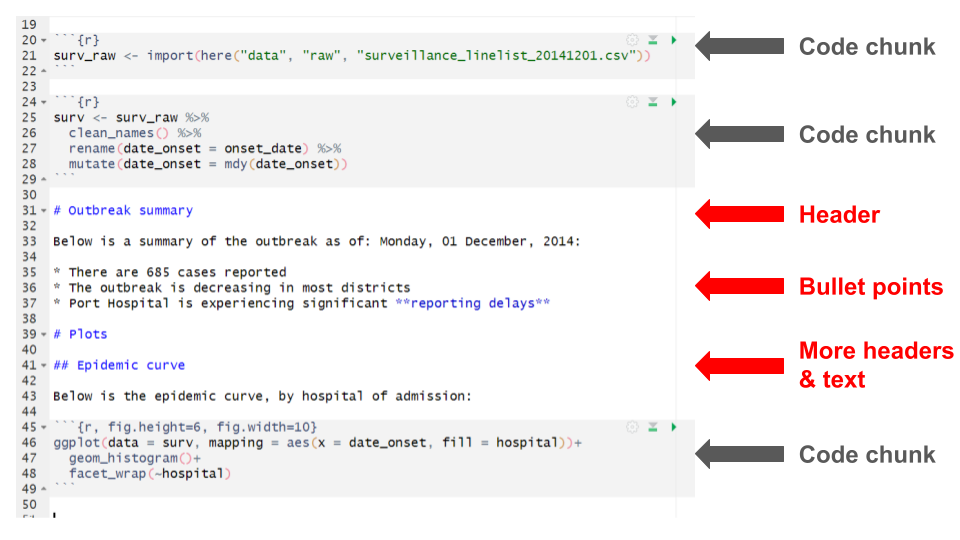 19
20 ```{r}
21 surv_raw <- import(here("data", "raw", "surveillance_linelist_20141201.csv"))
22 ```
Code chunk
23
24 ```{r}
25 surv <- surv_raw %>%
26 clean_names() %>%
27 rename(date_onset = onset_date) %>%
28 mutate(date_onset = mdy(date_onset))
29 ```
Code chunk
30
31 # Outbreak summary
Header
32
33 Below is a summary of the outbreak as of: Monday, 01 December, 2014:
34
35 * There are 685 cases reported
36 * The outbreak is decreasing in most districts
37 * Port Hospital is experiencing significant **reporting delays**
Bullet points
38
39 # Plots
40
41 ## Epidemic curve
42
43 Below is the epidemic curve, by hospital of admission:
More headers
& text
44
45 ```{r, fig.height=6, fig.width=10}
46 ggplot(data = surv, mapping = aes(x = date_onset, fill = hospital))+
47 geom_histogram()+
48 facet_wrap(~hospital)
49 ```
Code chunk
50